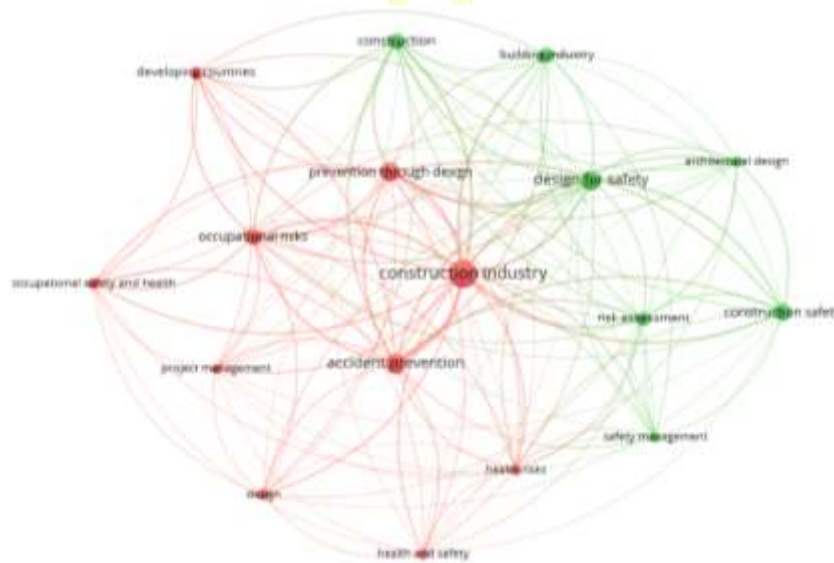 construction
building industry
developing countries
architectural design
prevention through design
design for safety
occupational risks
construction industry
occupational safety and health
risk assessment
construction safet
accident prevention
project management
safety management
health risks
design
health and safety